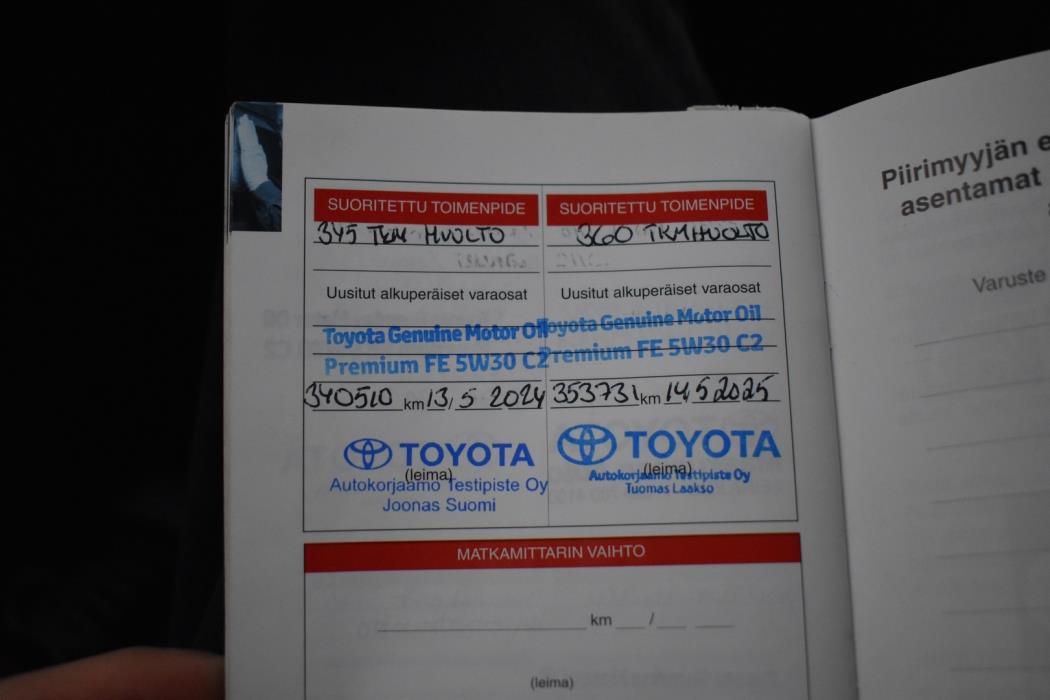 SUORITETTU TOIMENPIDE
345 TKM HUOLTO
Uusitut alkuperäiset varaosat
Toyota Genuine Motor Oil
Premium FE 5W30 C2
340510 km 13/5 2024
TOYOTA
(leima)
Autokorjaamo Testipiste Oy
Joonas Suomi
SUORITETTU TOIMENPIDE
360 TKM HUOLTO
Uusitut alkuperäiset varaosat
Toyota Genuine Motor Oil
Premium FE 5W30 C2
353731 km 14/5 2025
TOYOTA
(leima)
Autokorjaamo Testipiste Oy
Tuomas Laakso
MATKAMITTARIN VAIHTO
km / 
(leima)
Piirimyyjän
asentamat
Varuste